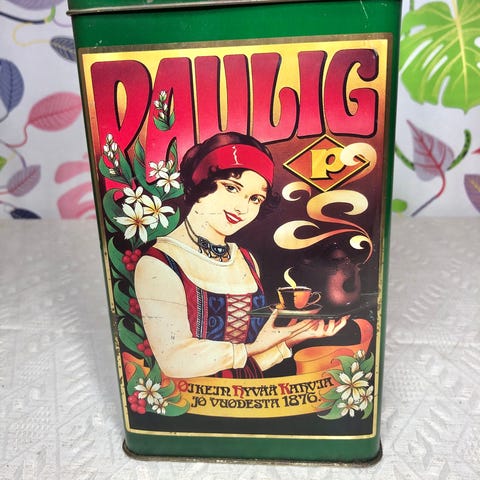 PAULIG
P
OIKEIN HYVÄÄ KAHVIA
JO VUODESTA 1876.